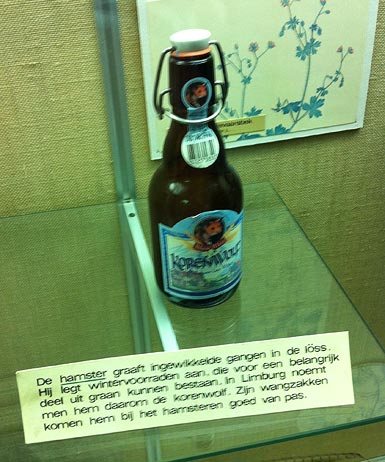 KORENWOLF
De hamster graaft ingewikkelde gangen in de löss.
Hij legt wintervoorraden aan, die voor een belangrijk
deel uit graan kunnen bestaan. In Limburg noemt
men hem daarom de korenwolf. Zijn wangzakken
komen hem bij het hamsteren goed van pas.